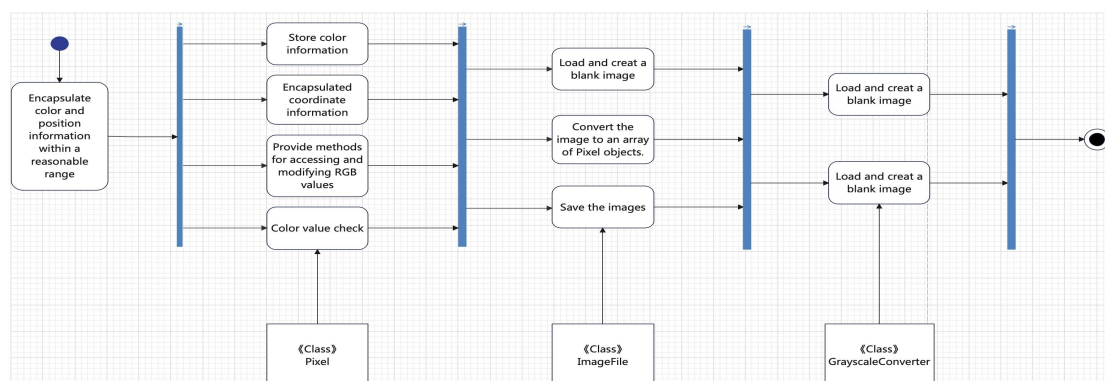 Encapsulate
color and
position
information
within a
reasonable
range
Store color
information
Encapsulated
coordinate
information
Provide methods
for accessing and
modifying RGB
values
Color value check
《Class》
Pixel
Load and creat a
blank image
Convert the
image to an array
of Pixel objects.
Save the images
《Class》
ImageFile
Load and creat a
blank image
Load and creat a
blank image
《Class》
GrayscaleConverter